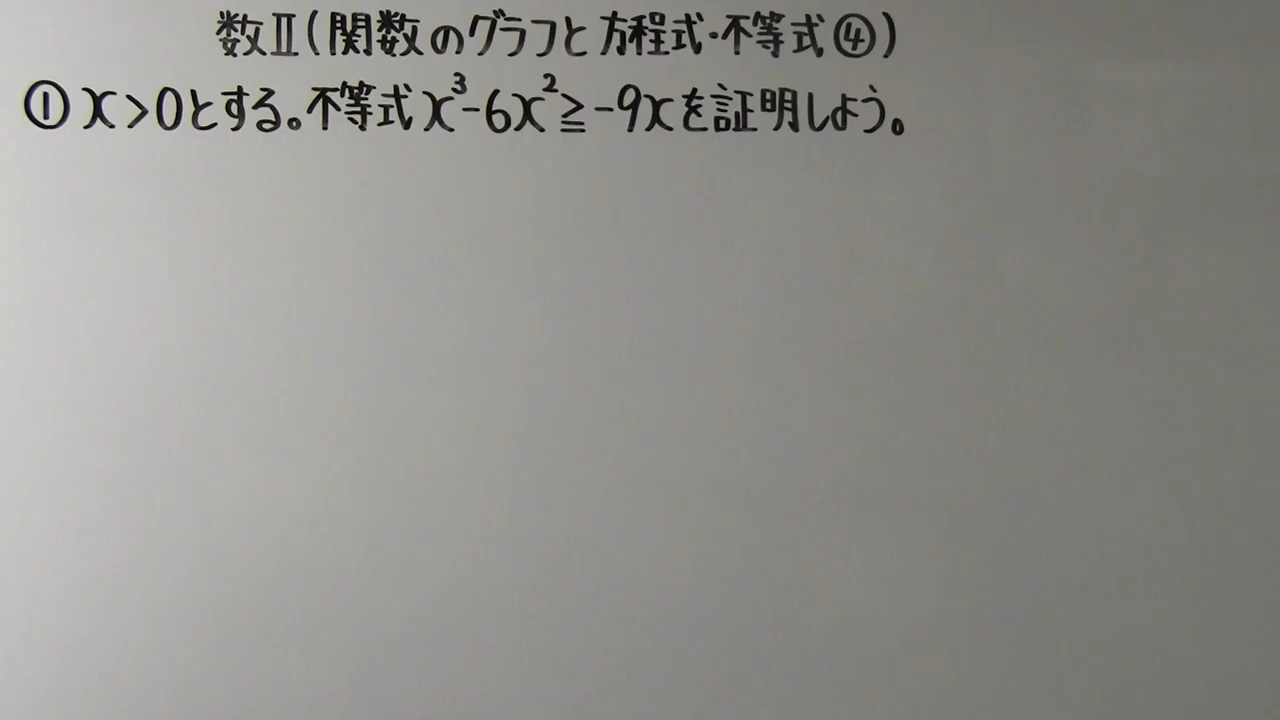 数Ⅱ(関数のグラフと方程式・不等式④)
①x>0とする。不等式x³-6x²≧-9xを証明しよう。